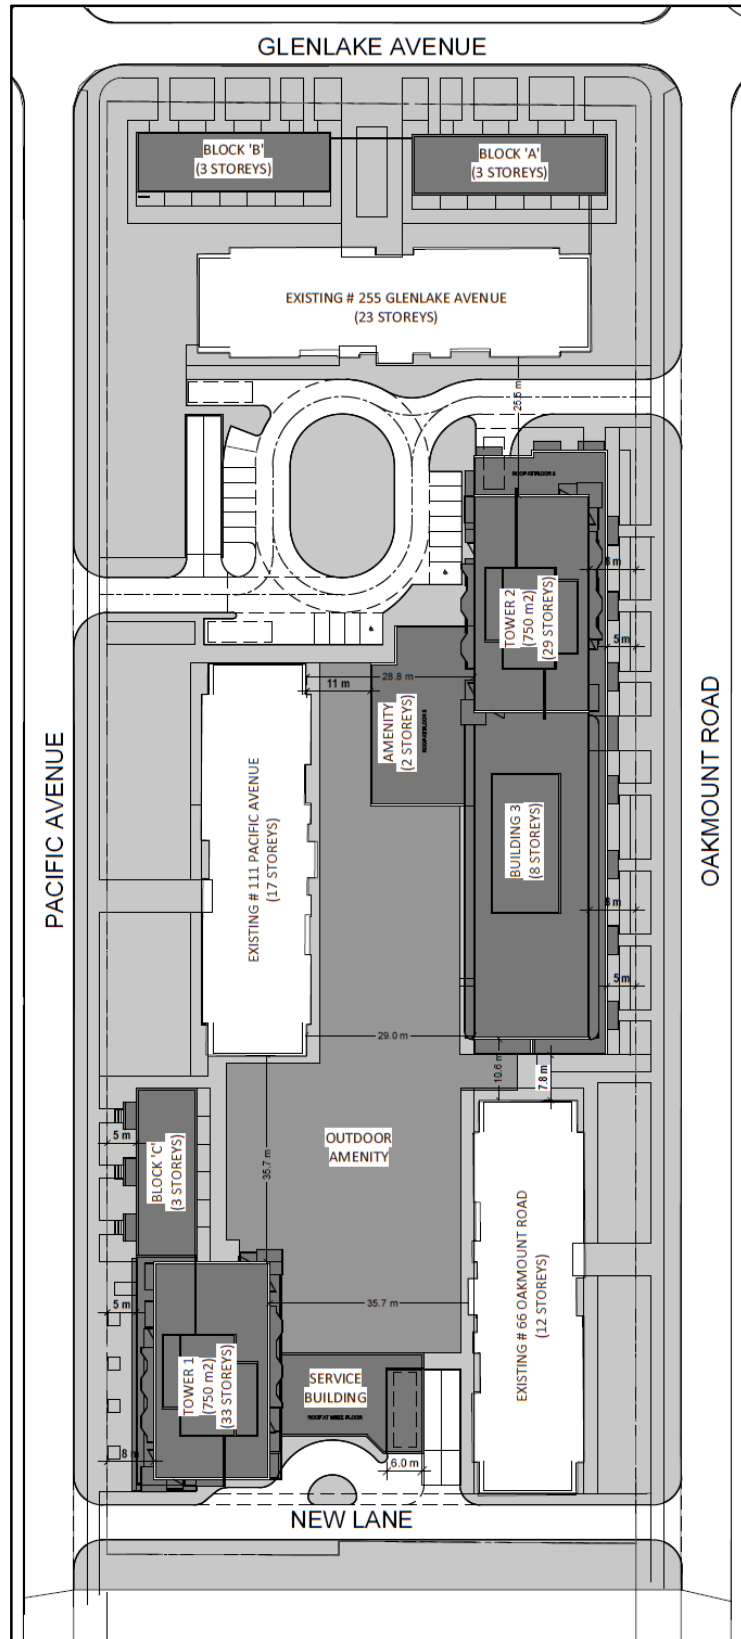 GLENLAKE AVENUE
BLOCK 'B'
(3 STOREYS)
BLOCK 'A'
(3 STOREYS)
EXISTING # 255 GLENLAKE AVENUE
(23 STOREYS)
25.5 m
TOWER 2
(750 m2)
(29 STOREYS)
8 m
5 m
28.8 m
11 m
AMENITY
(2 STOREYS)
PACIFIC AVENUE
OAKMOUNT ROAD
EXISTING # 111 PACIFIC AVENUE
(17 STOREYS)
BUILDING 3
(8 STOREYS)
8 m
5 m
29.0 m
10.6 m
7.8 m
5 m
BLOCK 'C'
(3 STOREYS)
OUTDOOR
AMENITY
35.7 m
EXISTING # 66 OAKMOUNT ROAD
(12 STOREYS)
5 m
35.7 m
TOWER 1
(750 m2)
(33 STOREYS)
SERVICE
BUILDING
ROOF AT MEZZ. FLOOR
8 m
6.0 m
NEW LANE